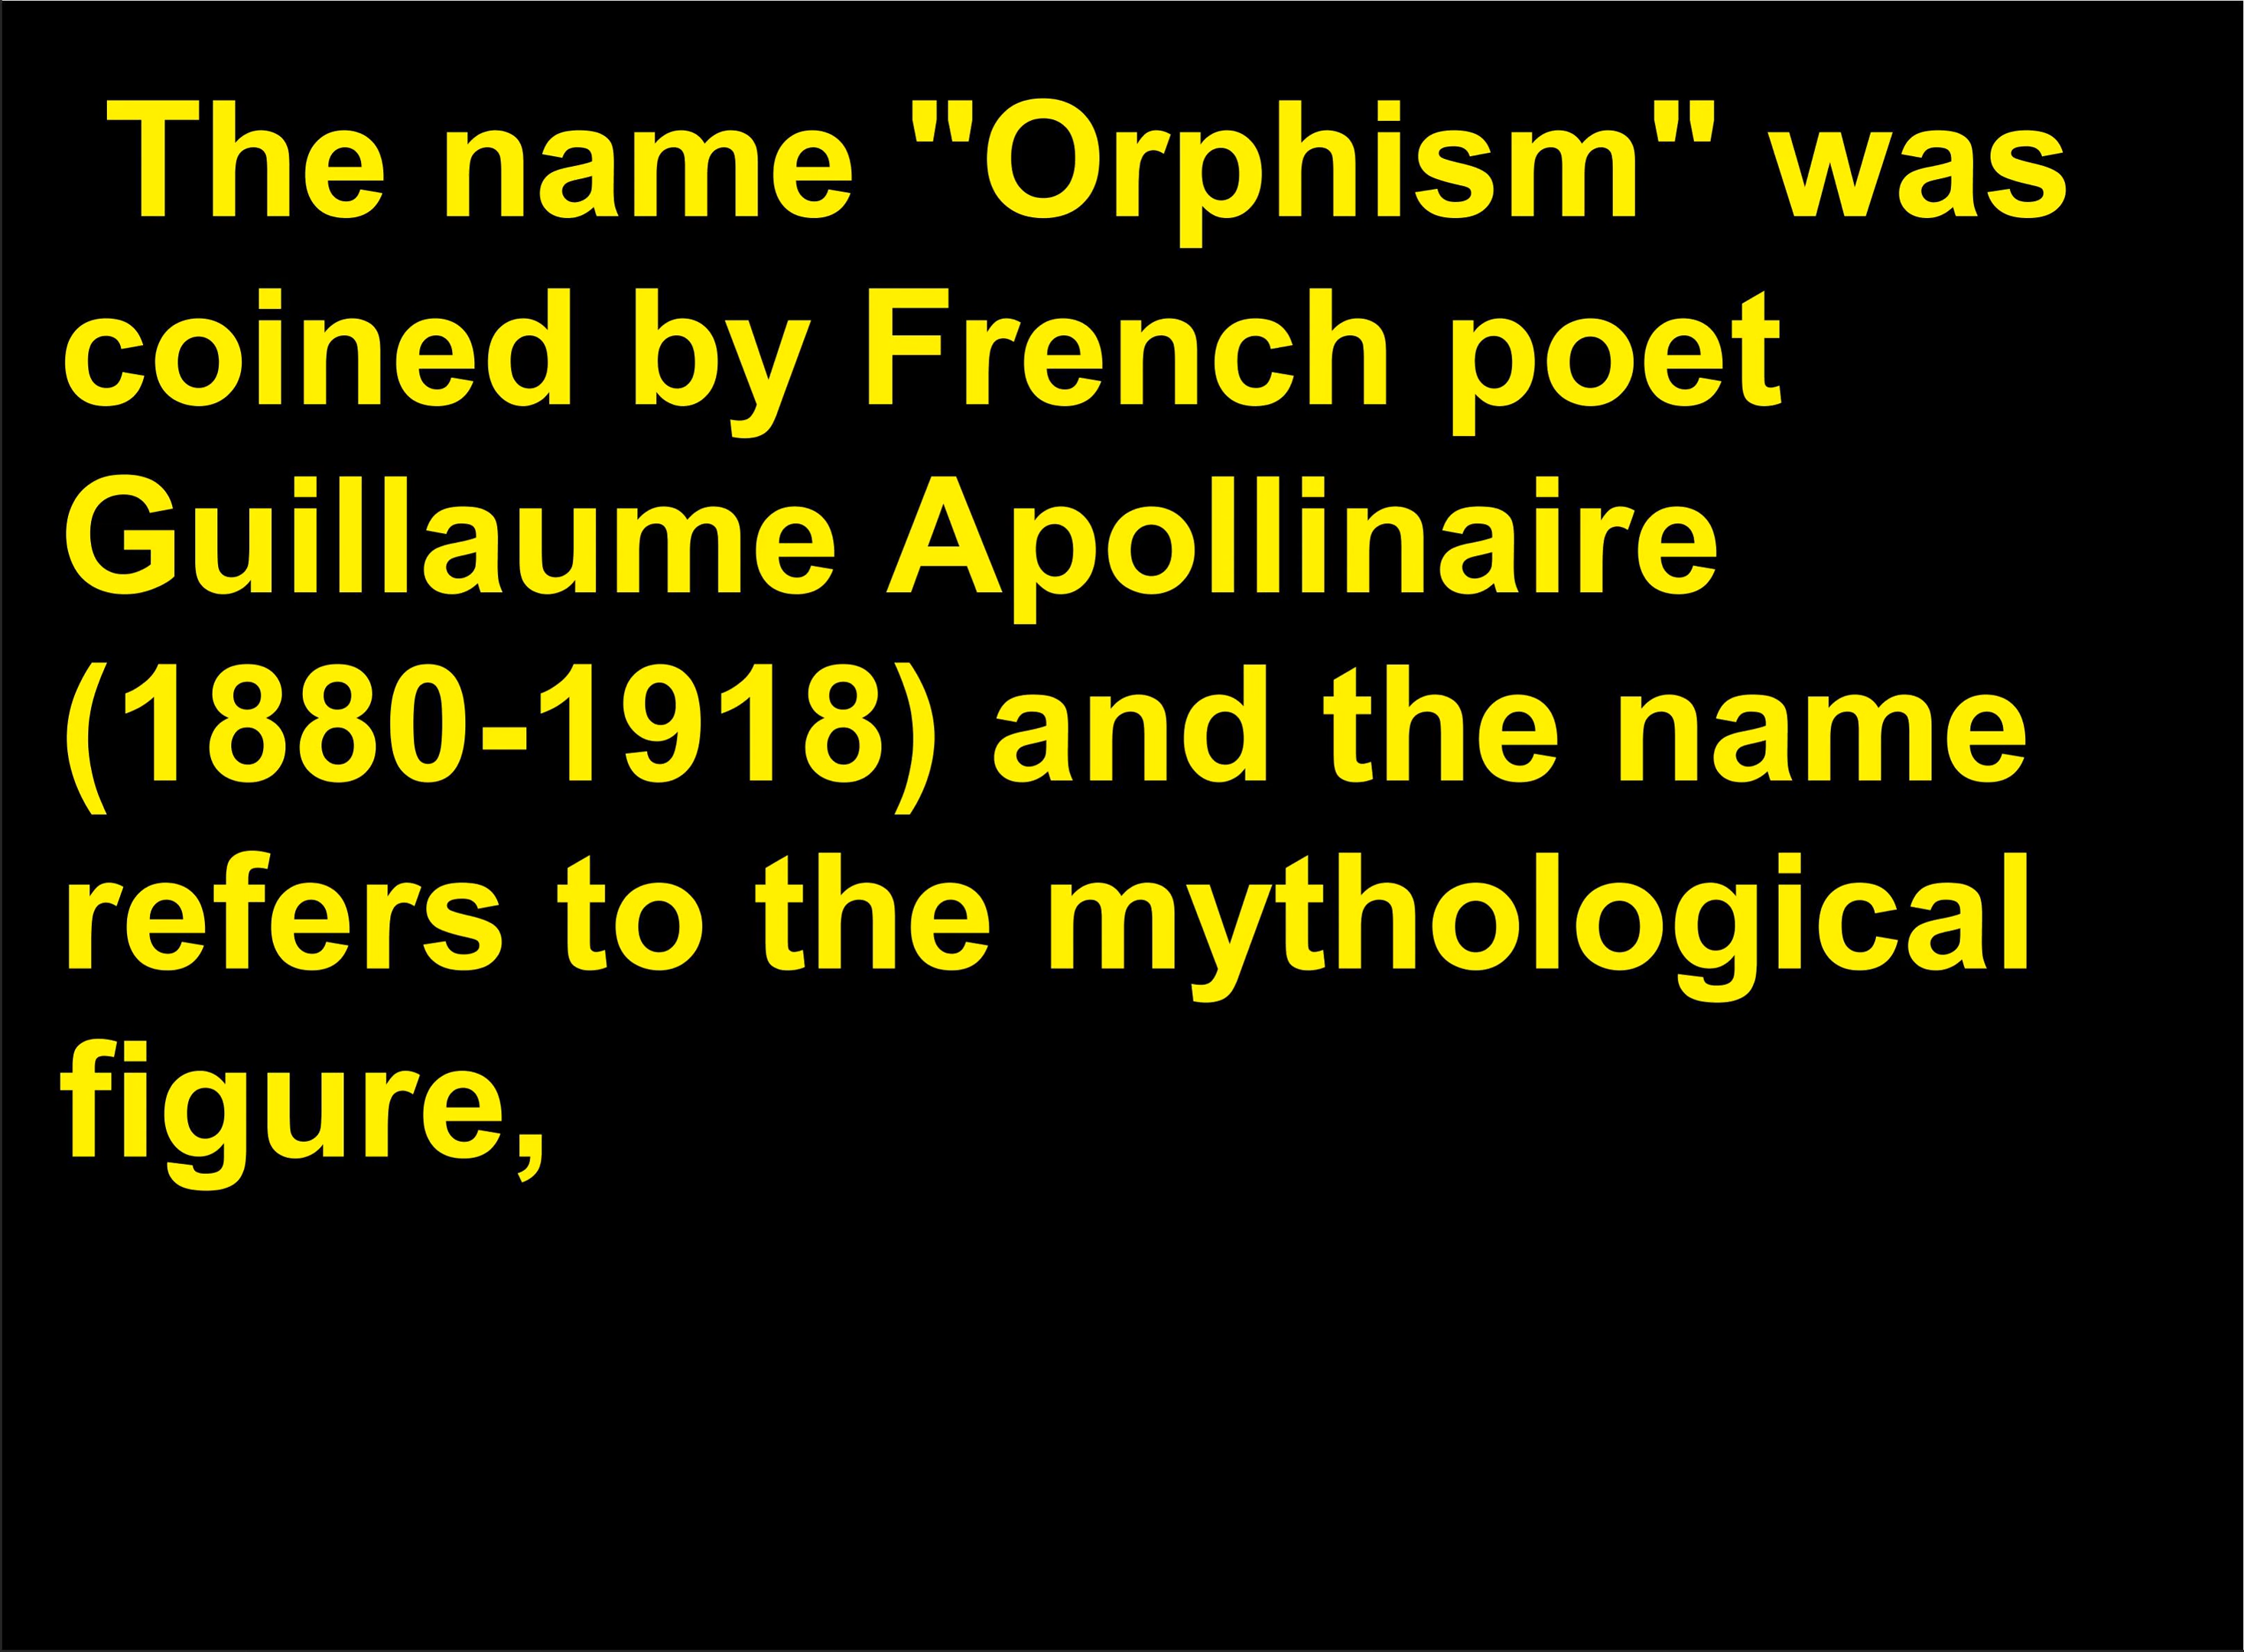 The name "Orphism" was
coined by French poet
Guillaume Apollinaire
(1880-1918) and the name
refers to the mythological
figure,